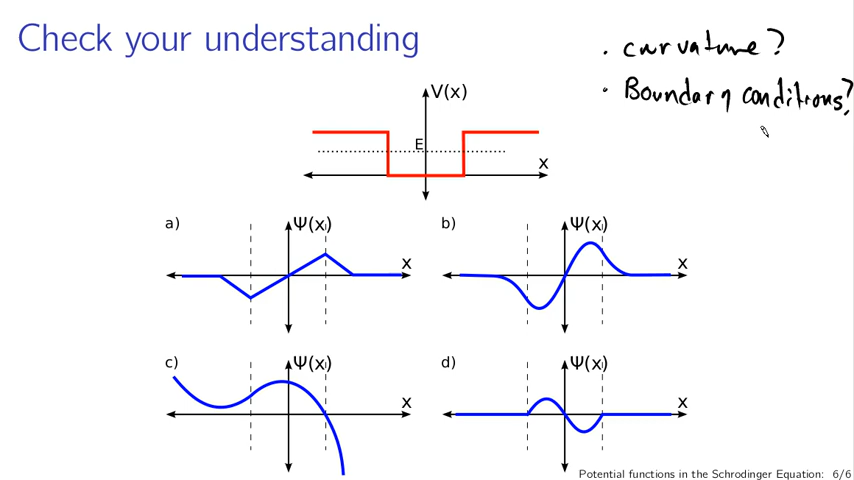 Check your understanding
· curvature?
· Boundary conditions?
V(x)
E
x
a)
Ψ(x)
x
b)
Ψ(x)
x
c)
Ψ(x)
x
d)
Ψ(x)
x
Potential functions in the Schrodinger Equation: 6/6